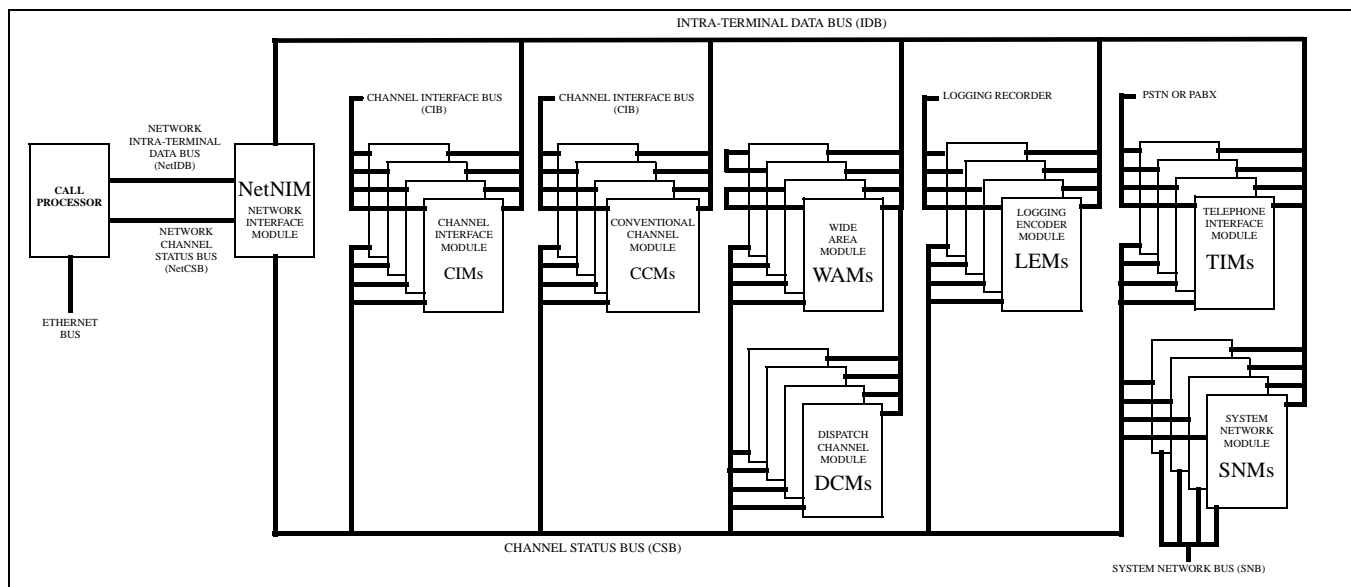 INTRA-TERMINAL DATA BUS (IDB)
CHANNEL INTERFACE BUS
(CIB)
CHANNEL INTERFACE BUS
(CIB)
LOGGING RECORDER
PSTN OR PABX
NETWORK
INTRA-TERMINAL
DATA BUS
(NetIDB)
CALL
PROCESSOR
NetNIM
NETWORK
INTERFACE
MODULE
NETWORK
CHANNEL
STATUS BUS
(NetCSB)
ETHERNET
BUS
CHANNEL
INTERFACE
MODULE
CIMs
CONVENTIONAL
CHANNEL
MODULE
CCMs
WIDE
AREA
MODULE
WAMs
LOGGING
ENCODER
MODULE
LEMs
TELEPHONE
INTERFACE
MODULE
TIMs
DISPATCH
CHANNEL
MODULE
DCMs
SYSTEM
NETWORK
MODULE
SNMs
CHANNEL STATUS BUS (CSB)
SYSTEM NETWORK BUS (SNB)